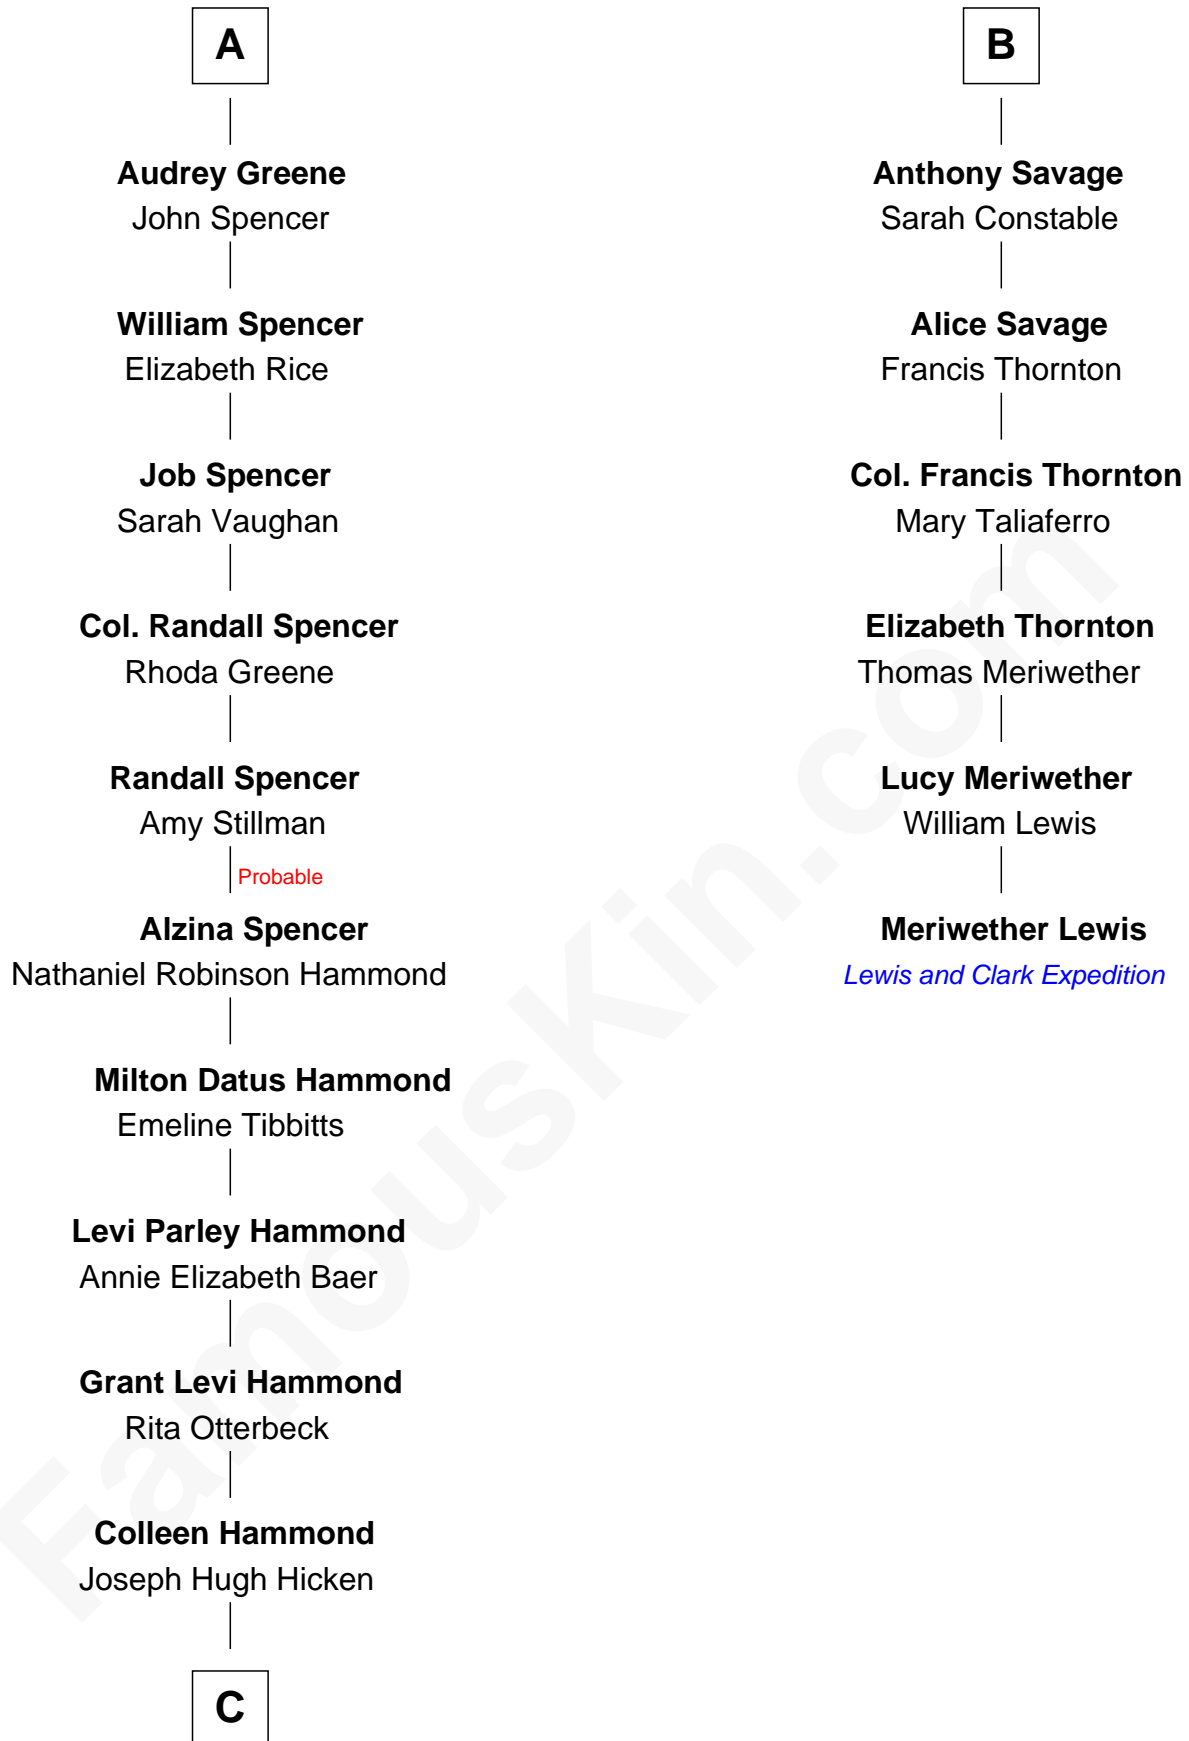 A
Audrey Greene
John Spencer
William Spencer
Elizabeth Rice
Job Spencer
Sarah Vaughan
Col. Randall Spencer
Rhoda Greene
Randall Spencer
Amy Stillman
Probable
Alzina Spencer
Nathaniel Robinson Hammond
Milton Datus Hammond
Emeline Tibbitts
Levi Parley Hammond
Annie Elizabeth Baer
Grant Levi Hammond
Rita Otterbeck
Colleen Hammond
Joseph Hugh Hicken
C
B
Anthony Savage
Sarah Constable
Alice Savage
Francis Thornton
Col. Francis Thornton
Mary Taliaferro
Elizabeth Thornton
Thomas Meriwether
Lucy Meriwether
William Lewis
Meriwether Lewis
Lewis and Clark Expedition
FamousKin.com